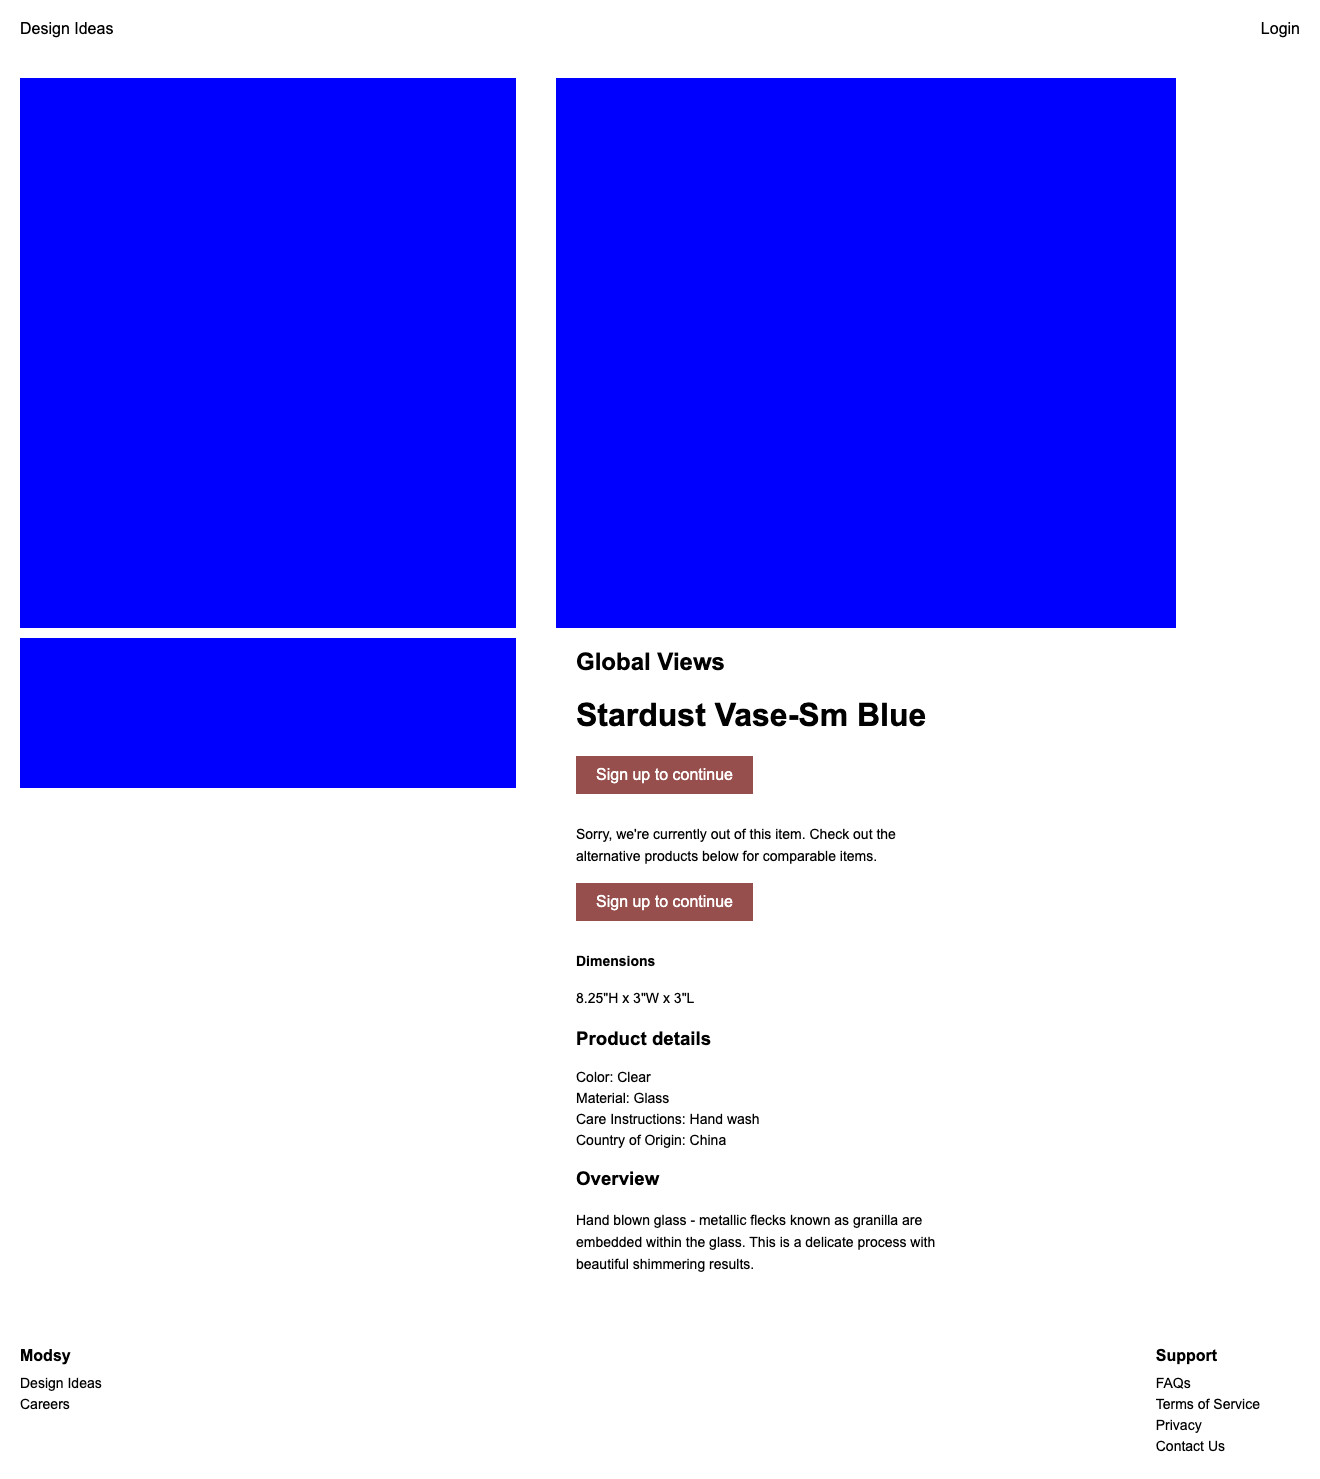 Design Ideas
Login
Global Views
Stardust Vase-Sm Blue
Sign up to continue
Sorry, we're currently out of this item. Check out the
alternative products below for comparable items.
Sign up to continue
Dimensions
8.25"H x 3"W x 3"L
Product details
Color: Clear
Material: Glass
Care Instructions: Hand wash
Country of Origin: China
Overview
Hand blown glass - metallic flecks known as granilla are
embedded within the glass. This is a delicate process with
beautiful shimmering results.
Modsy
Design Ideas
Careers
Support
FAQs
Terms of Service
Privacy
Contact Us